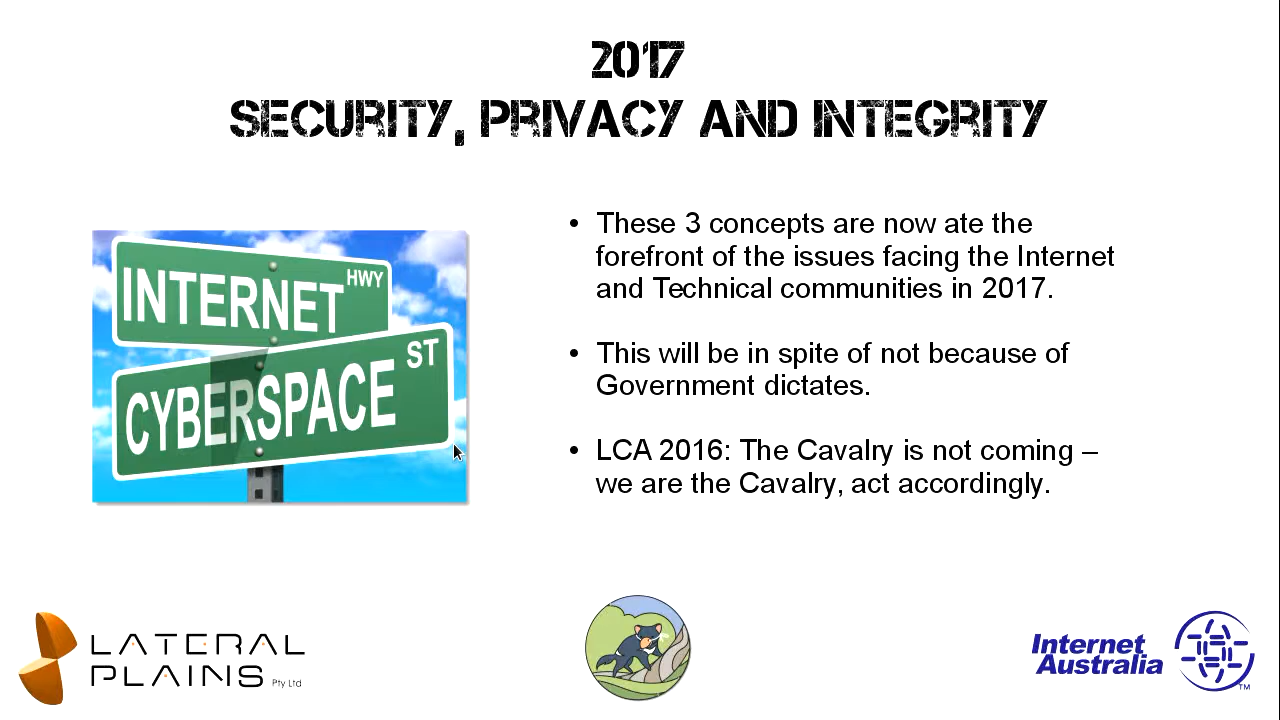 2017
SECURITY, PRIVACY AND INTEGRITY
INTERNET HWY
CYBERSPACE ST
• These 3 concepts are now ate the
forefront of the issues facing the Internet
and Technical communities in 2017.
• This will be in spite of not because of
Government dictates.
• LCA 2016: The Cavalry is not coming –
we are the Cavalry, act accordingly.
LATERAL
PLAINS Pty Ltd
Internet
Australia
TM